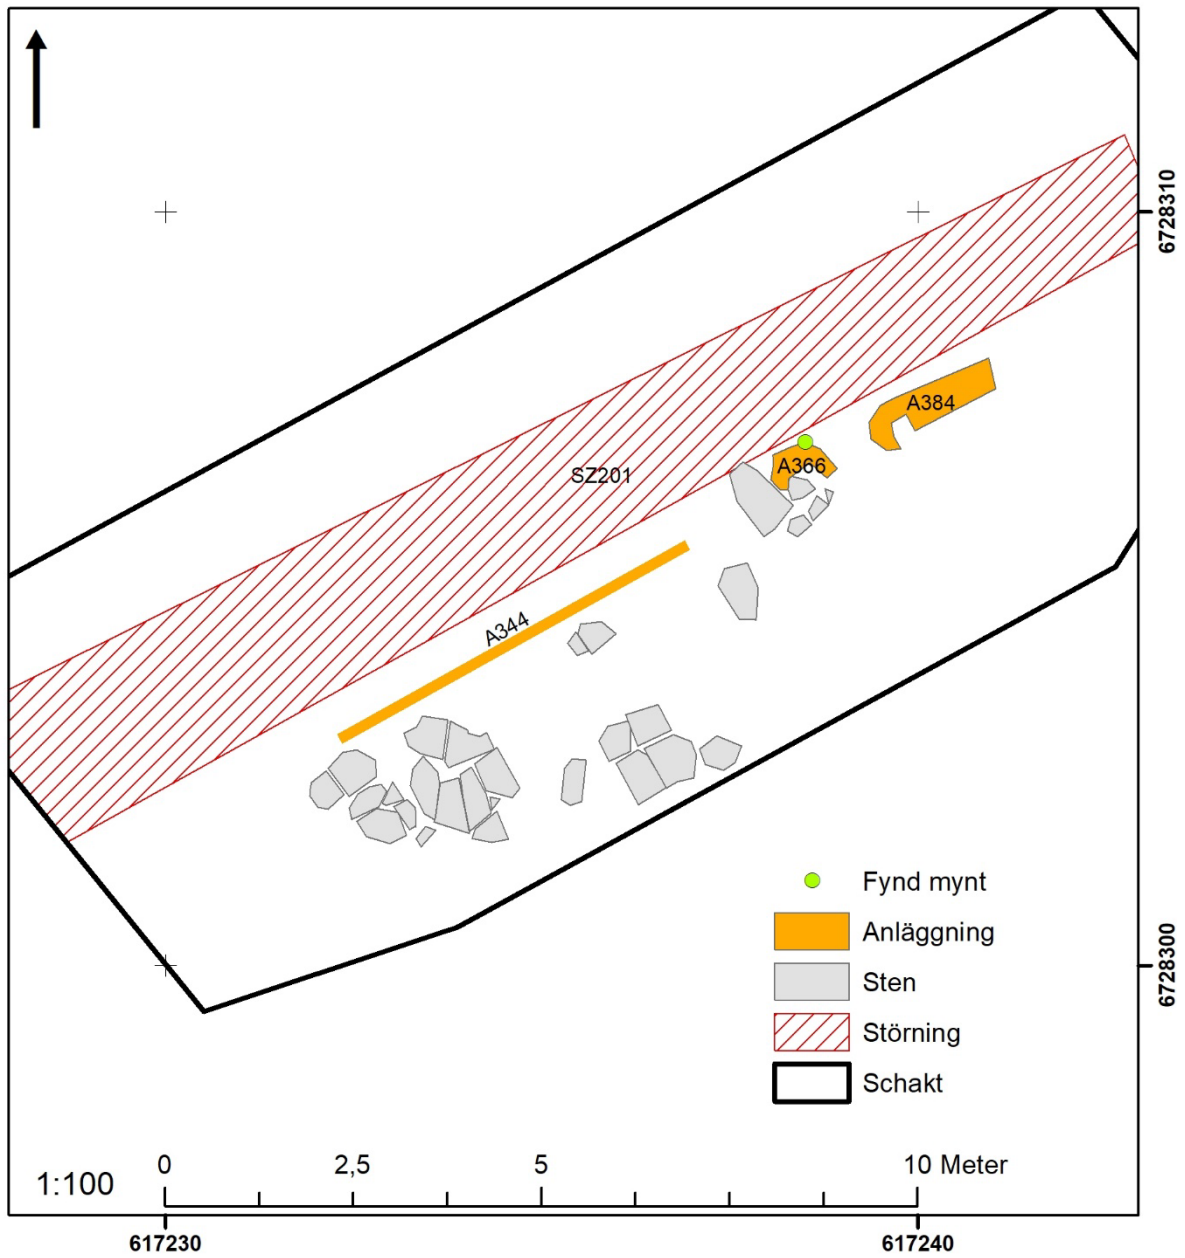 6728310
A384
A366
SZ201
A344
Fynd mynt
Anläggning
Sten
6728300
Störning
Schakt
1:100
0 2,5 5 10 Meter
617230 617240